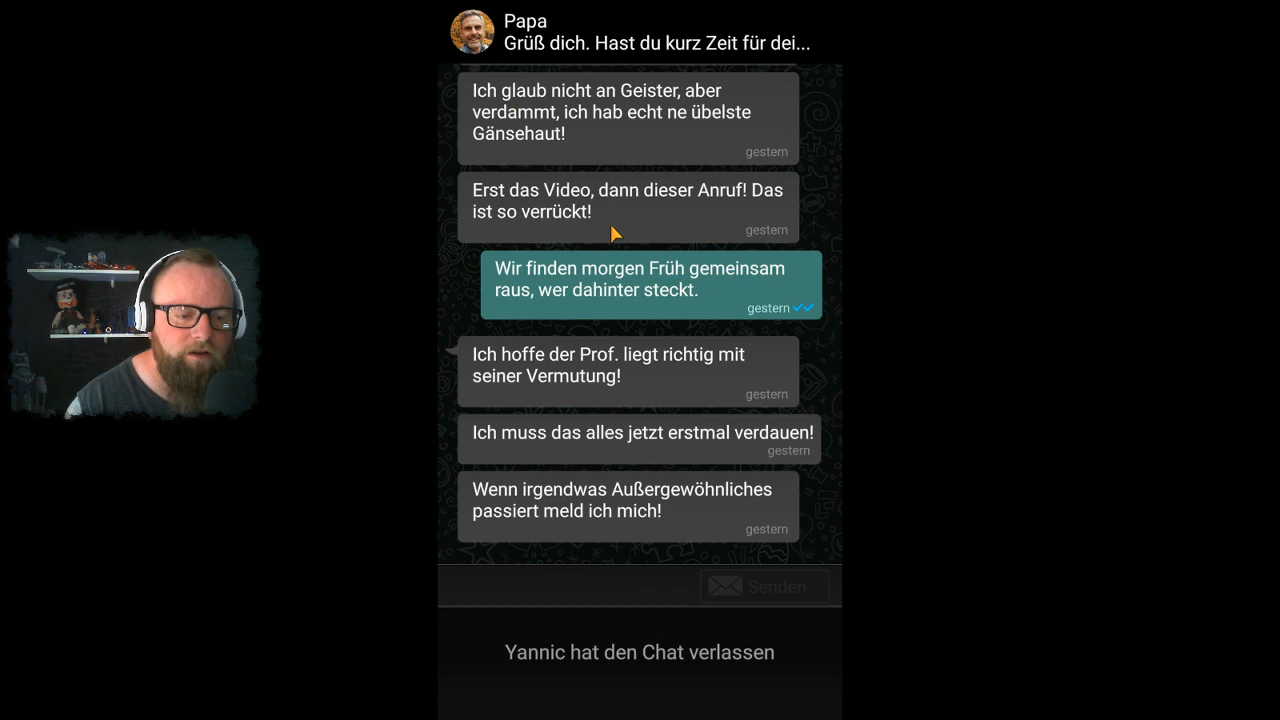 Papa
Grüß dich. Hast du kurz Zeit für dei...
Ich glaub nicht an Geister, aber
verdammt, ich hab echt ne übelste
Gänsehaut!
gestern
Erst das Video, dann dieser Anruf! Das
ist so verrückt!
gestern
Wir finden morgen Früh gemeinsam
raus, wer dahinter steckt.
gestern
Ich hoffe der Prof. liegt richtig mit
seiner Vermutung!
gestern
Ich muss das alles jetzt erstmal verdauen!
gestern
Wenn irgendwas Außergewöhnliches
passiert meld ich mich!
gestern
Senden
Yannic hat den Chat verlassen